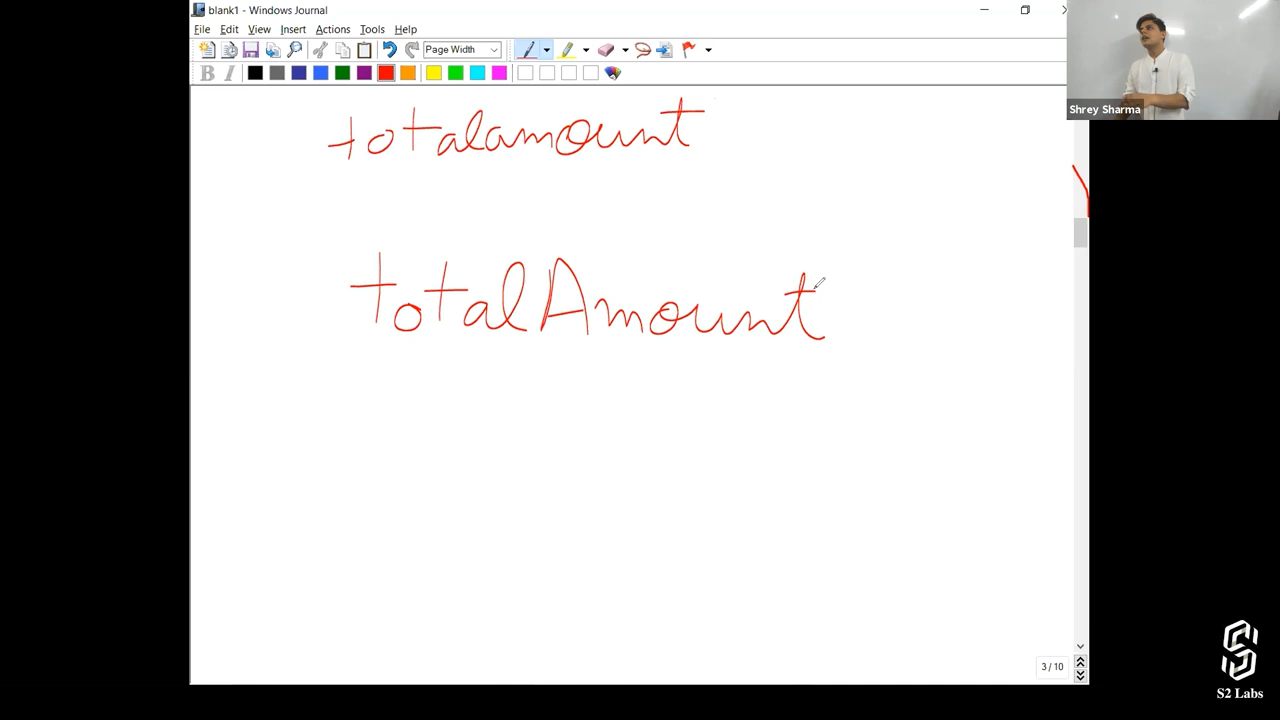 blank1 - Windows Journal
File Edit View Insert Actions Tools Help
Page Width
B I
Shrey Sharma
totalamount
totalAmount
3 / 10
S2 Labs